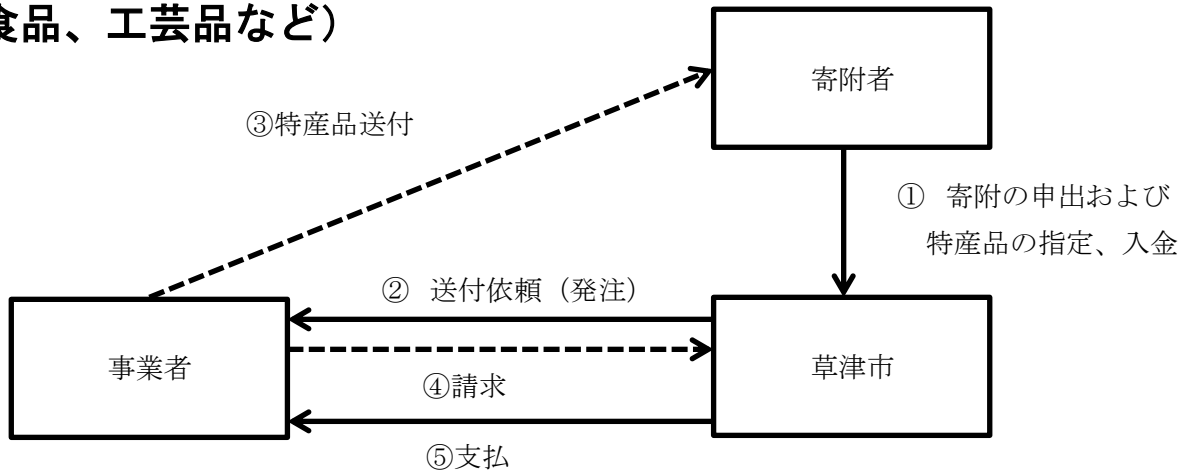 食品、工芸品など）
寄附者
③特産品送付
① 寄附の申出および
特産品の指定、入金
② 送付依頼（発注）
事業者
草津市
④請求
⑤支払